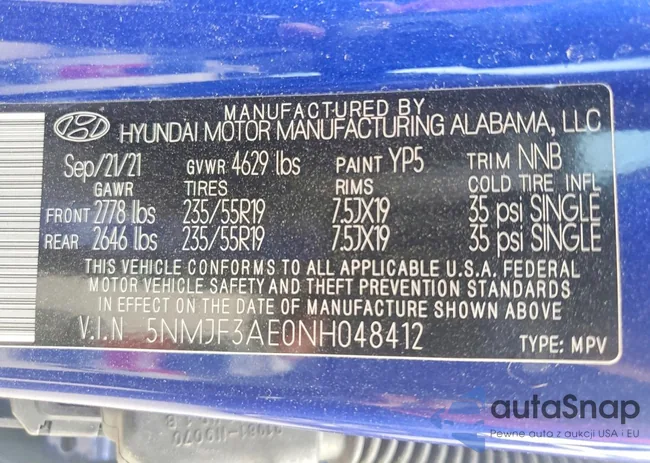 MANUFACTURED BY
HYUNDAI MOTOR MANUFACTURING ALABAMA, LLC
Sep/21/21 GVWR 4629 lbs PAINT YP5 TRIM NNB
GAWR TIRES RIMS COLD TIRE INFL
FRONT 2778 lbs 235/55R19 7.5JX19 35 psi SINGLE
REAR 2646 lbs 235/55R19 7.5JX19 35 psi SINGLE
THIS VEHICLE CONFORMS TO ALL APPLICABLE U.S.A. FEDERAL
MOTOR VEHICLE SAFETY AND THEFT PREVENTION STANDARDS
IN EFFECT ON THE DATE OF MANUFACTURE SHOWN ABOVE
V.I.N 5NMJF3AE0NH048412 TYPE: MPV
autaSnap
Pewne auta z aukcji USA i EU